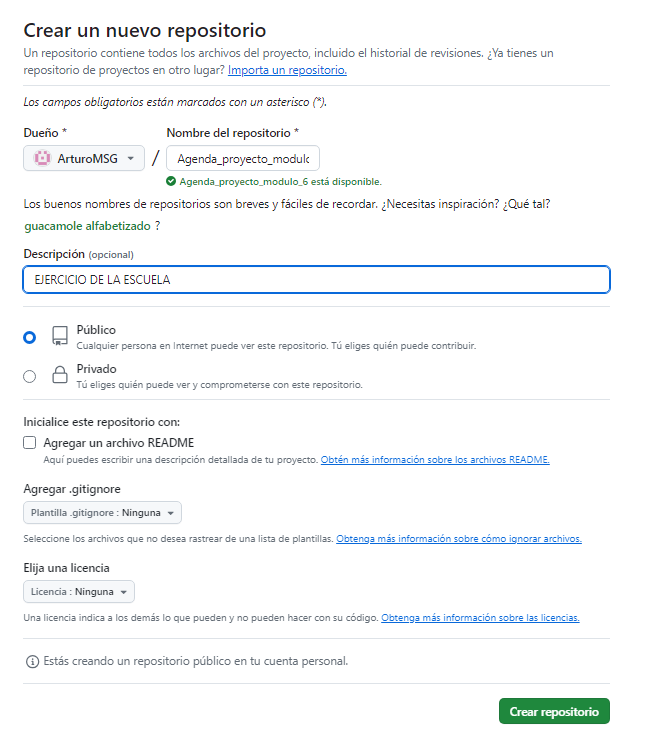 Crear un nuevo repositorio
Un repositorio contiene todos los archivos del proyecto, incluido el historial de revisiones. ¿Ya tienes un
repositorio de proyectos en otro lugar? Importa un repositorio.
Los campos obligatorios están marcados con un asterisco (*).
Dueño * Nombre del repositorio *
ArturoMSG / Agenda_proyecto_modulo
Agenda_proyecto_modulo_6 está disponible.
Los buenos nombres de repositorios son breves y fáciles de recordar. ¿Necesitas inspiración? ¿Qué tal?
guacamole alfabetizado ?
Descripción (opcional)
EJERCICIO DE LA ESCUELA
Público
Cualquier persona en Internet puede ver este repositorio. Tú eliges quién puede contribuir.
Privado
Tú eliges quién puede ver y comprometerse con este repositorio.
Inicialice este repositorio con:
Agregar un archivo README
Aquí puedes escribir una descripción detallada de tu proyecto. Obtén más información sobre los archivos README.
Agregar .gitignore
Plantilla .gitignore : Ninguna
Seleccione los archivos que no desea rastrear de una lista de plantillas. Obtenga más información sobre cómo ignorar archivos.
Elija una licencia
Licencia : Ninguna
Una licencia indica a los demás lo que pueden y no pueden hacer con su código. Obtenga más información sobre las licencias.
Estás creando un repositorio público en tu cuenta personal.
Crear repositorio